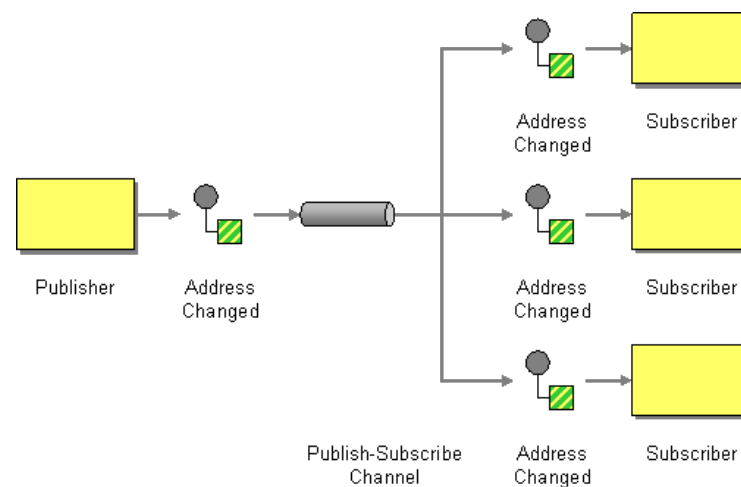 Address
Changed
Subscriber
Publisher
Address
Changed
Address
Changed
Subscriber
Publish-Subscribe
Channel
Address
Changed
Subscriber